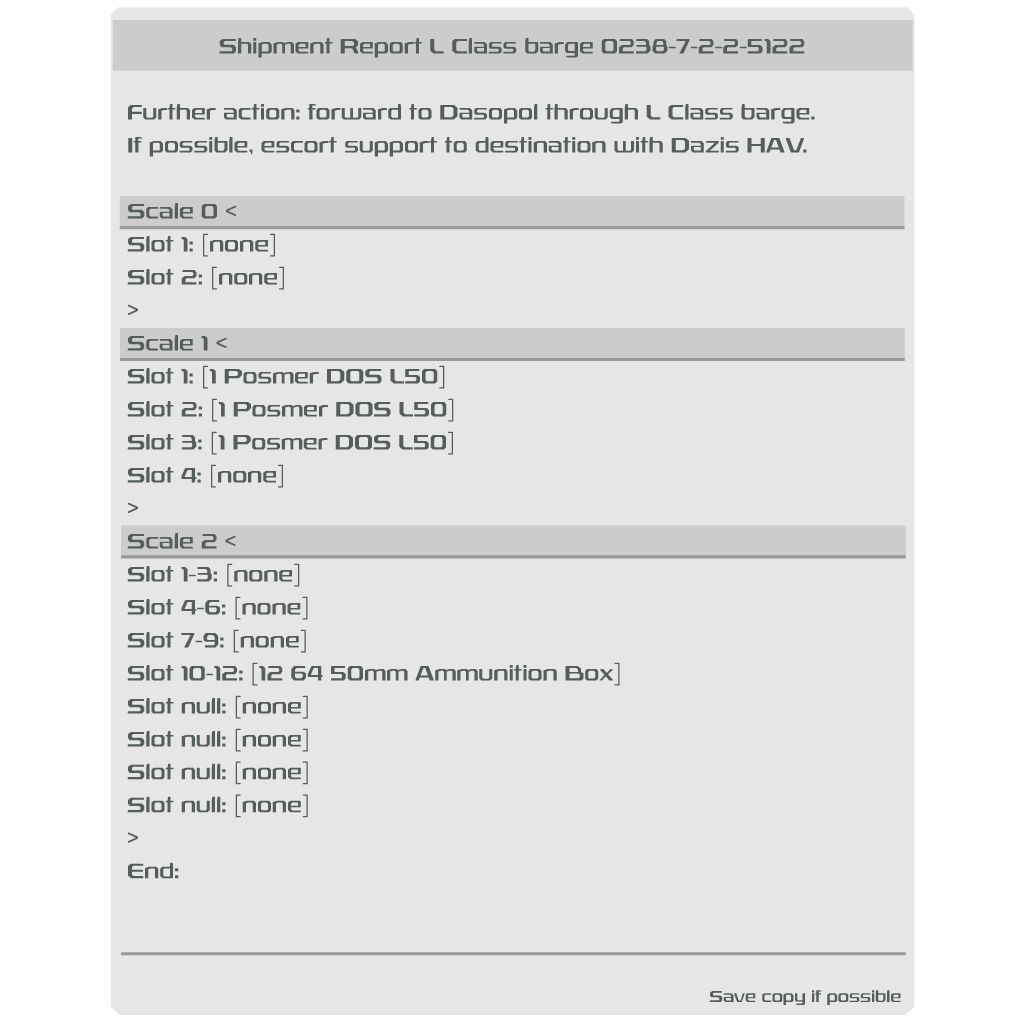 Shipment Report L Class barge 0238-7-2-2-5122
Further action: forward to Dasopol through L Class barge.
If possible, escort support to destination with Dazis HAV.
Scale 0 <
Slot 1: [none]
Slot 2: [none]
>
Scale 1 <
Slot 1: [1 Posmer DOS L50]
Slot 2: [1 Posmer DOS L50]
Slot 3: [1 Posmer DOS L50]
Slot 4: [none]
>
Scale 2 <
Slot 1-3: [none]
Slot 4-6: [none]
Slot 7-9: [none]
Slot 10-12: [12 64 50mm Ammunition Box]
Slot null: [none]
Slot null: [none]
Slot null: [none]
Slot null: [none]
>
End:
Save copy if possible